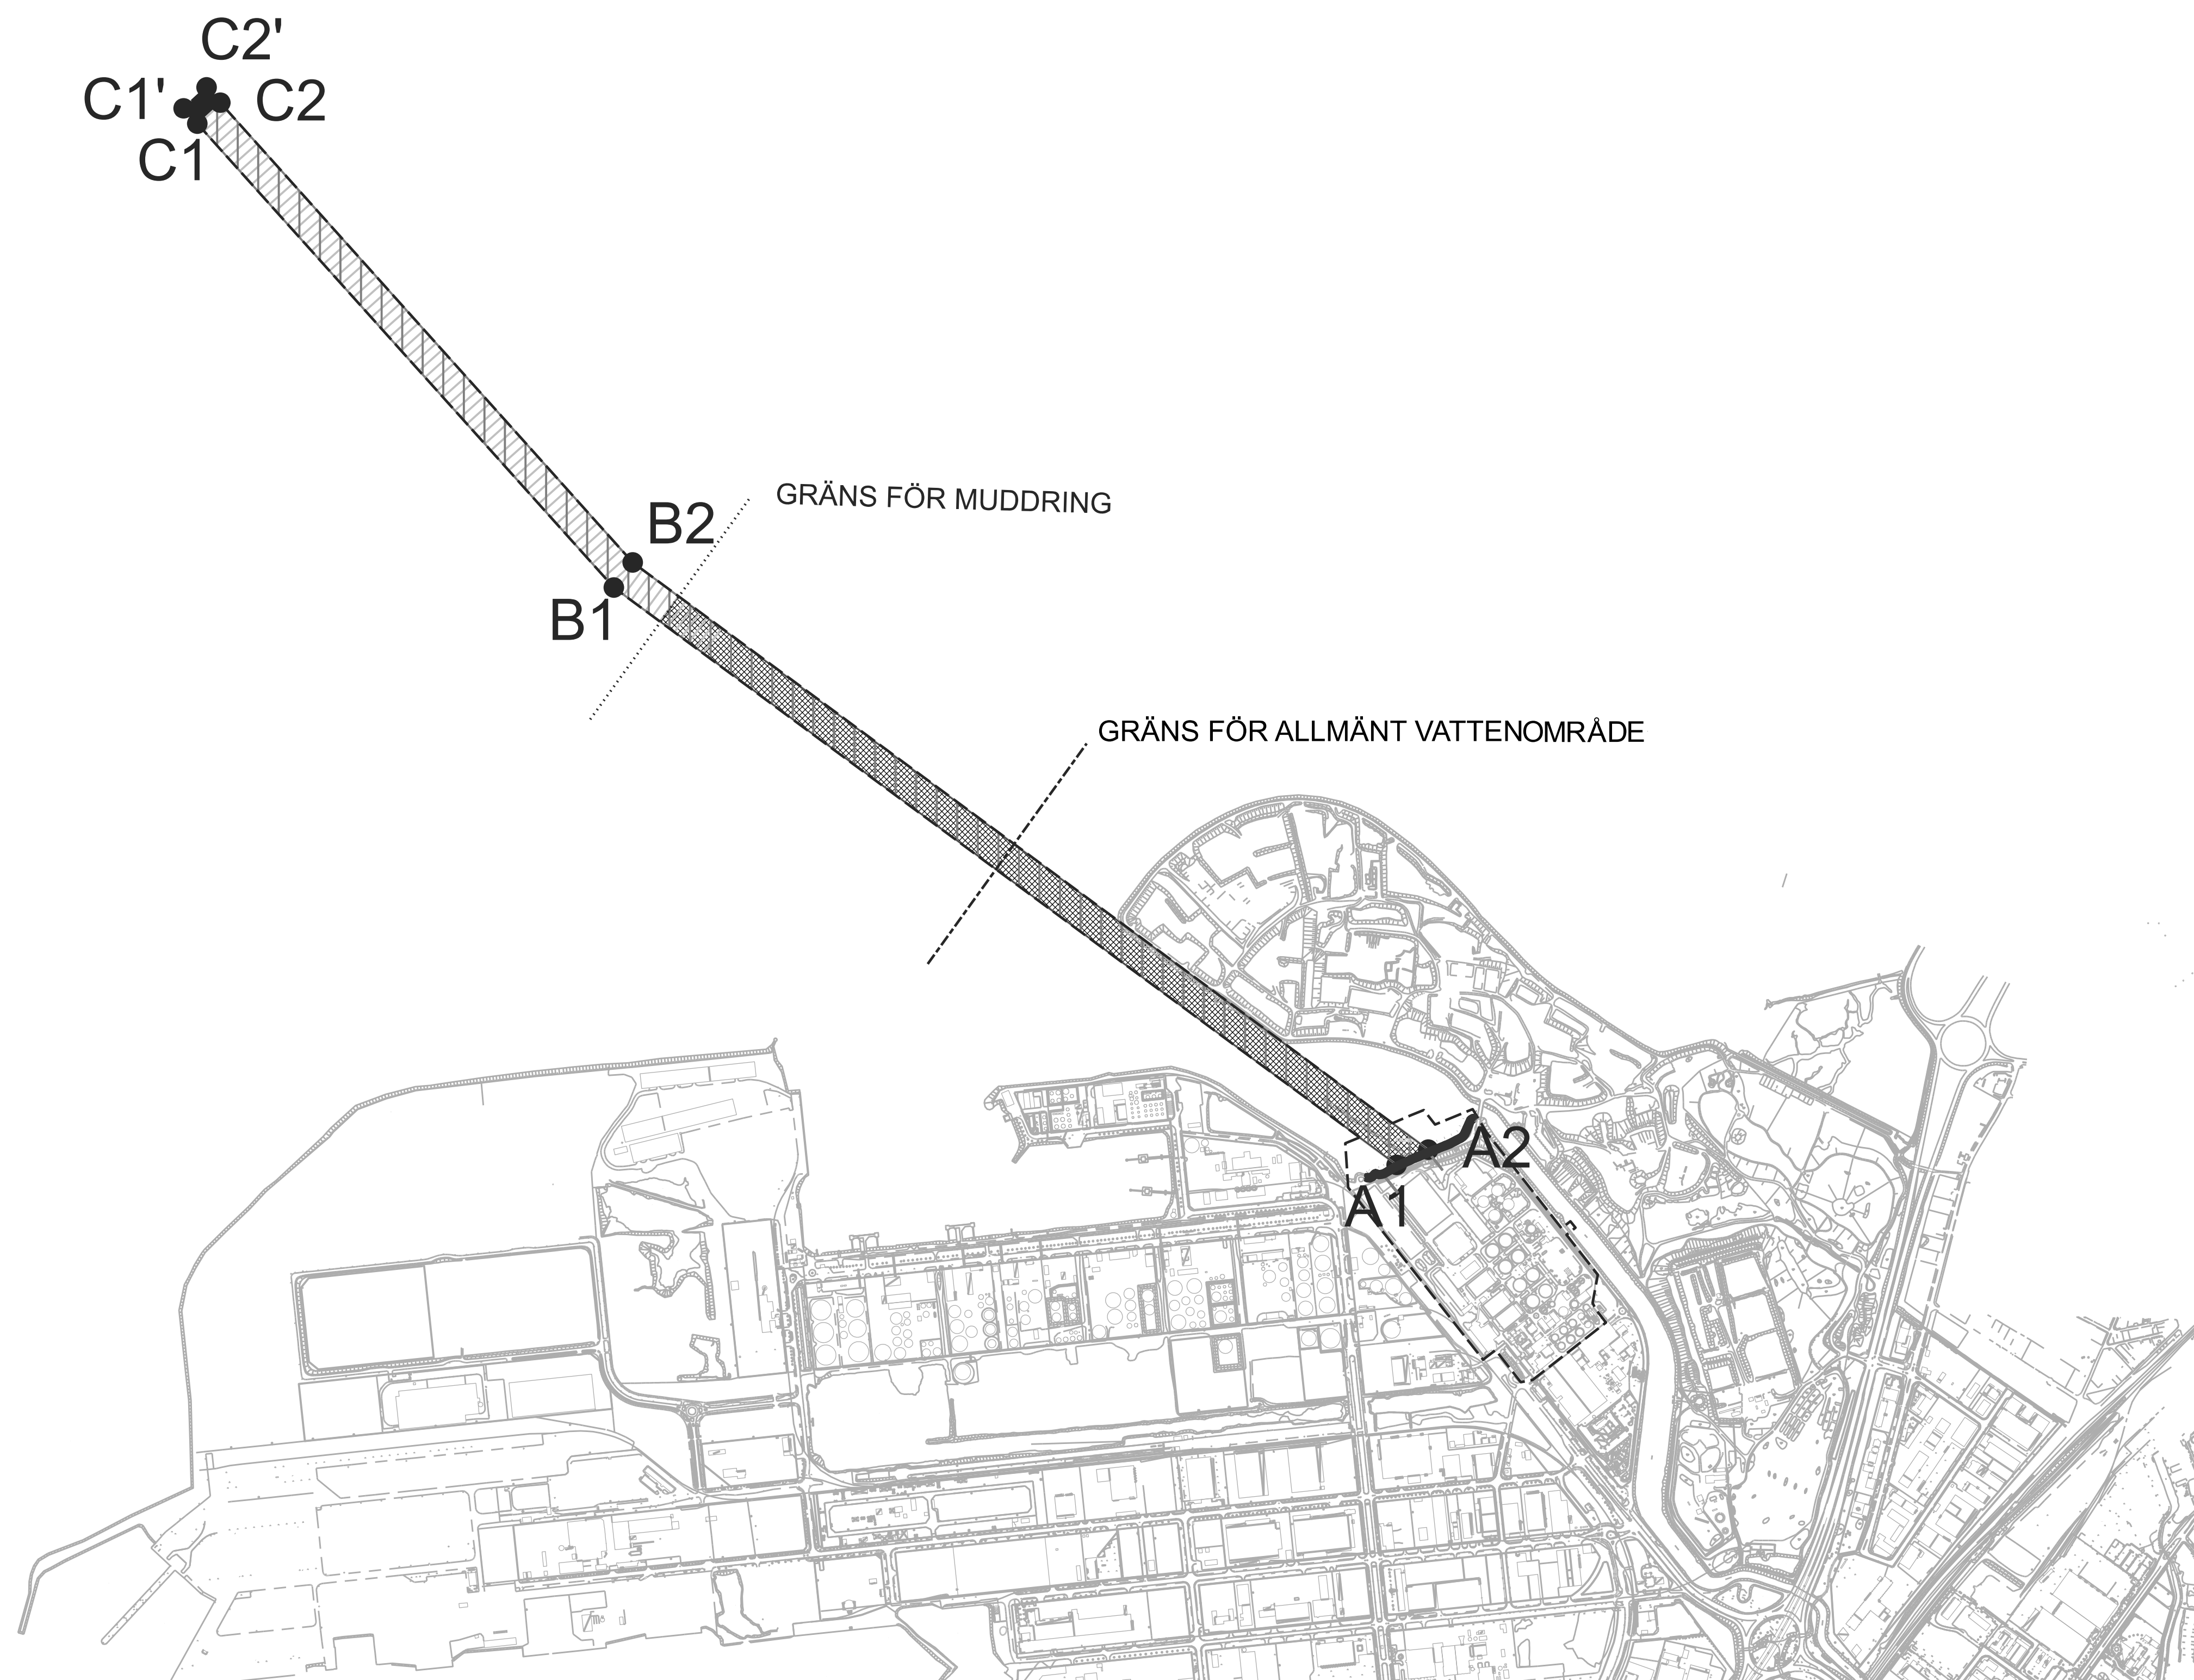 C2'
C1'
C2
C1
GRÄNS FÖR MUDDRING
B2
B1
GRÄNS FÖR ALLMÄNT VATTENOMRÅDE
A2
A1